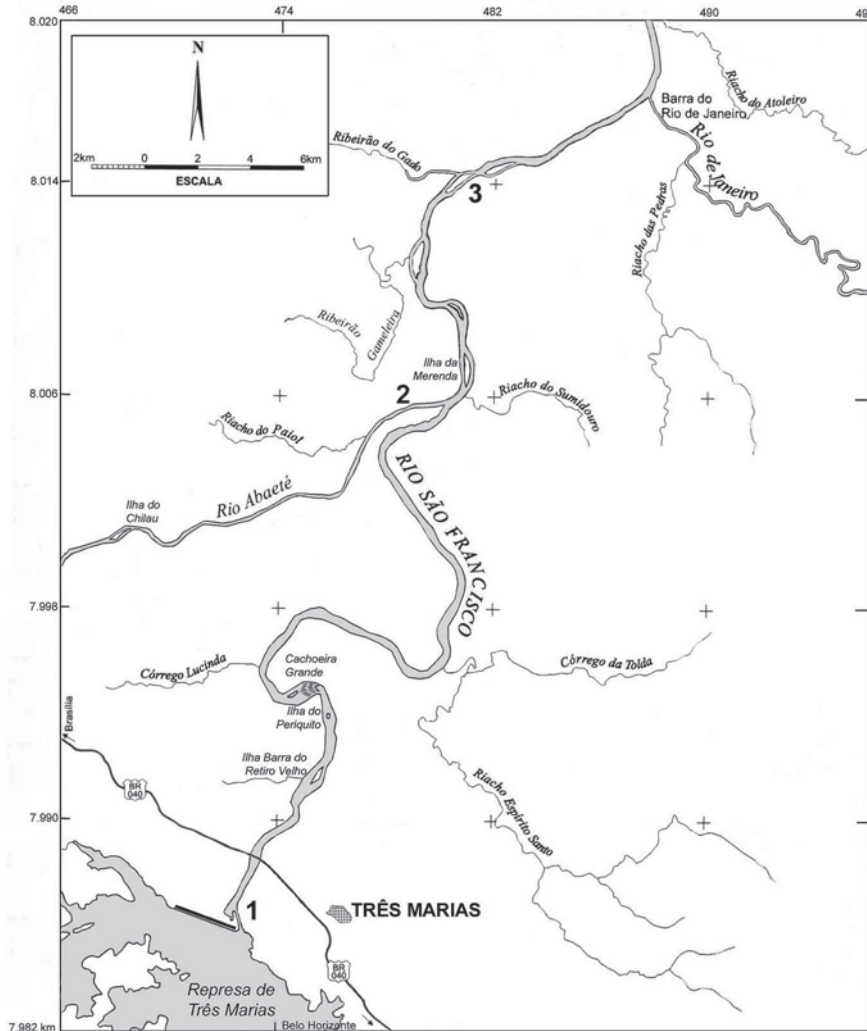 466
474
482
490
49
8.020
N
2km
0
2
4
6km
ESCALA
Riacho do Atoleiro
Barra do
Rio de Janeiro
Rio de Janeiro
Ribeirão do Gado
8.014
3
Riacho das Pedras
Ribeirão
Gameleira
Ilha da
Merenda
8.006
2
Riacho do Sumidouro
Riacho do Paiol
RIO SÃO FRANCISCO
Rio Abaeté
Ilha do
Chilau
7.998
Córrego Lucinda
Cachoeira
Grande
Córrego da Tolda
Ilha do
Periquito
Brasília
Ilha Barra do
Retiro Velho
BR
040
Riacho Espírito Santo
7.990
1
TRÊS MARIAS
BR
040
Represa de
Três Marias
7.982 km
Belo Horizonte